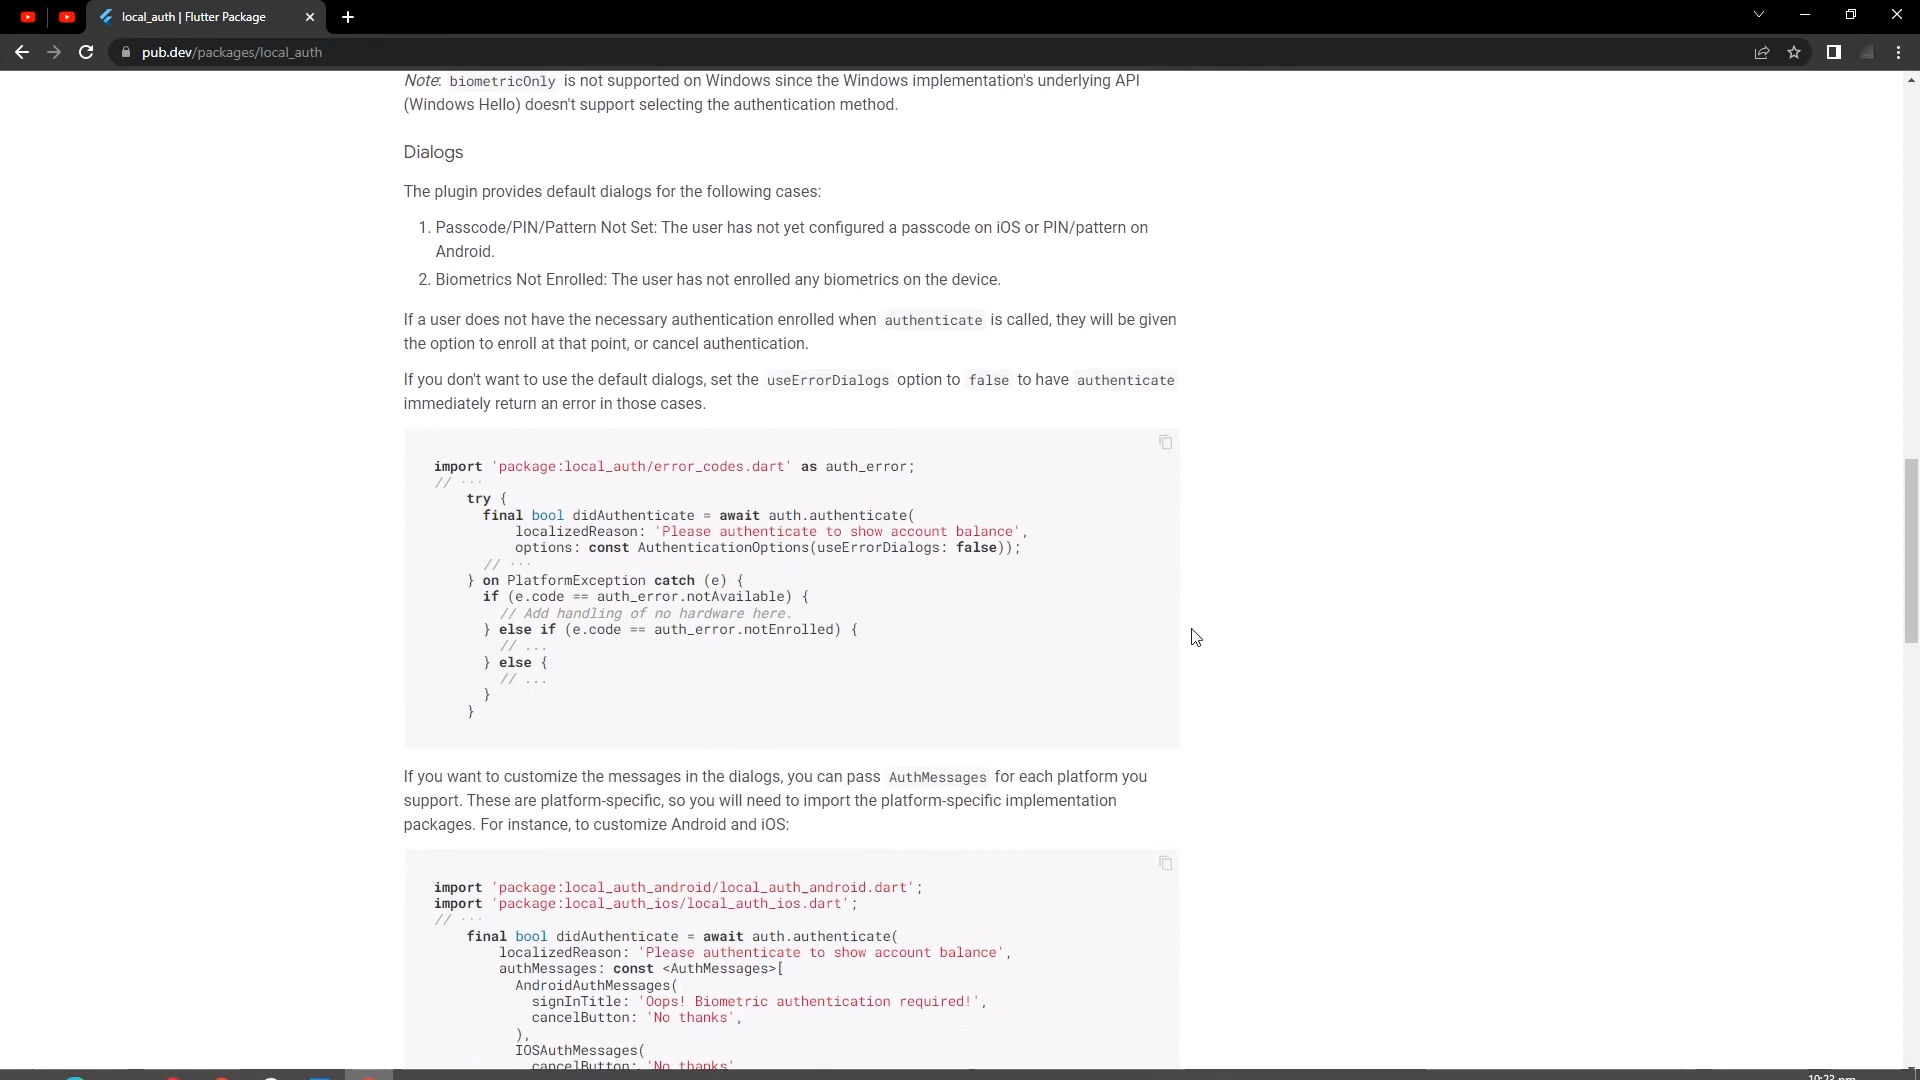 local_auth | Flutter Package
pub.dev/packages/local_auth
Note: biometricOnly is not supported on Windows since the Windows implementation's underlying API
(Windows Hello) doesn't support selecting the authentication method.
Dialogs
The plugin provides default dialogs for the following cases:
1. Passcode/PIN/Pattern Not Set: The user has not yet configured a passcode on iOS or PIN/pattern on
Android.
2. Biometrics Not Enrolled: The user has not enrolled any biometrics on the device.
If a user does not have the necessary authentication enrolled when authenticate is called, they will be given
the option to enroll at that point, or cancel authentication.
If you don't want to use the default dialogs, set the useErrorDialogs option to false to have authenticate
immediately return an error in those cases.
import 'package:local_auth/error_codes.dart' as auth_error;
// ···
try {
final bool didAuthenticate = await auth.authenticate(
localizedReason: 'Please authenticate to show account balance',
options: const AuthenticationOptions(useErrorDialogs: false));
// ···
} on PlatformException catch (e) {
if (e.code == auth_error.notAvailable) {
// Add handling of no hardware here.
} else if (e.code == auth_error.notEnrolled) {
// ...
} else {
// ...
}
}
If you want to customize the messages in the dialogs, you can pass AuthMessages for each platform you
support. These are platform-specific, so you will need to import the platform-specific implementation
packages. For instance, to customize Android and iOS:
import 'package:local_auth_android/local_auth_android.dart';
import 'package:local_auth_ios/local_auth_ios.dart';
// ···
final bool didAuthenticate = await auth.authenticate(
localizedReason: 'Please authenticate to show account balance',
authMessages: const <AuthMessages>[
AndroidAuthMessages(
signInTitle: 'Oops! Biometric authentication required!',
cancelButton: 'No thanks',
),
IOSAuthMessages(
cancelButton: 'No thanks'
10:23 pm